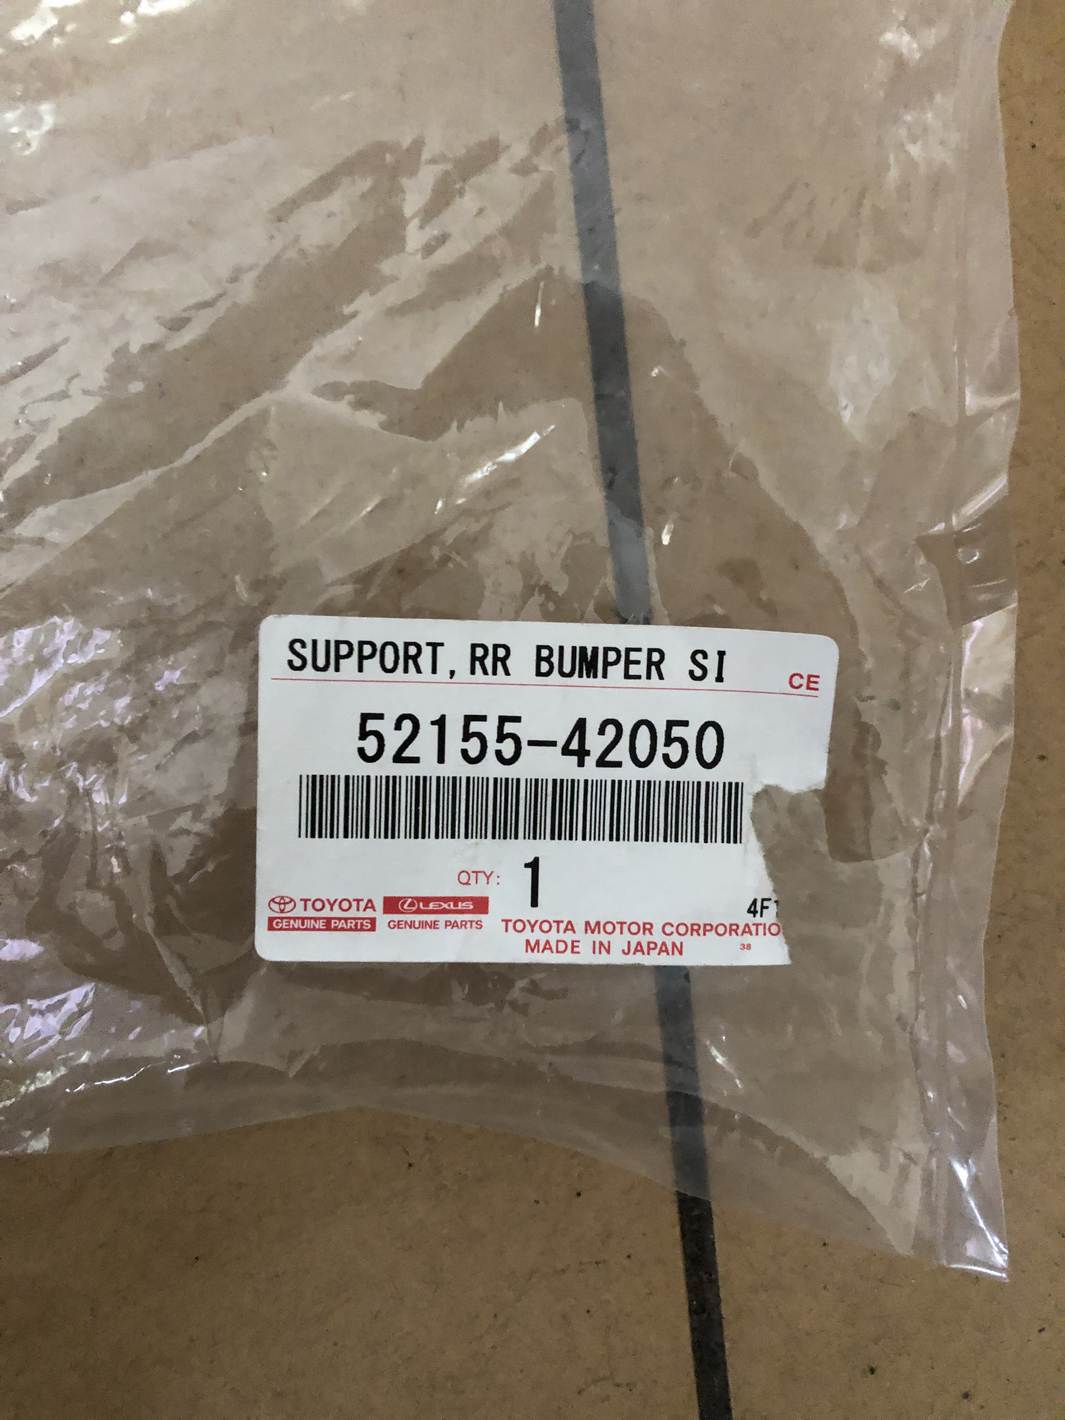 SUPPORT, RR BUMPER SI
CE
52155-42050
QTY: 1
TOYOTA
GENUINE PARTS
LEXUS
GENUINE PARTS
4F
TOYOTA MOTOR CORPORATIO
MADE IN JAPAN
38